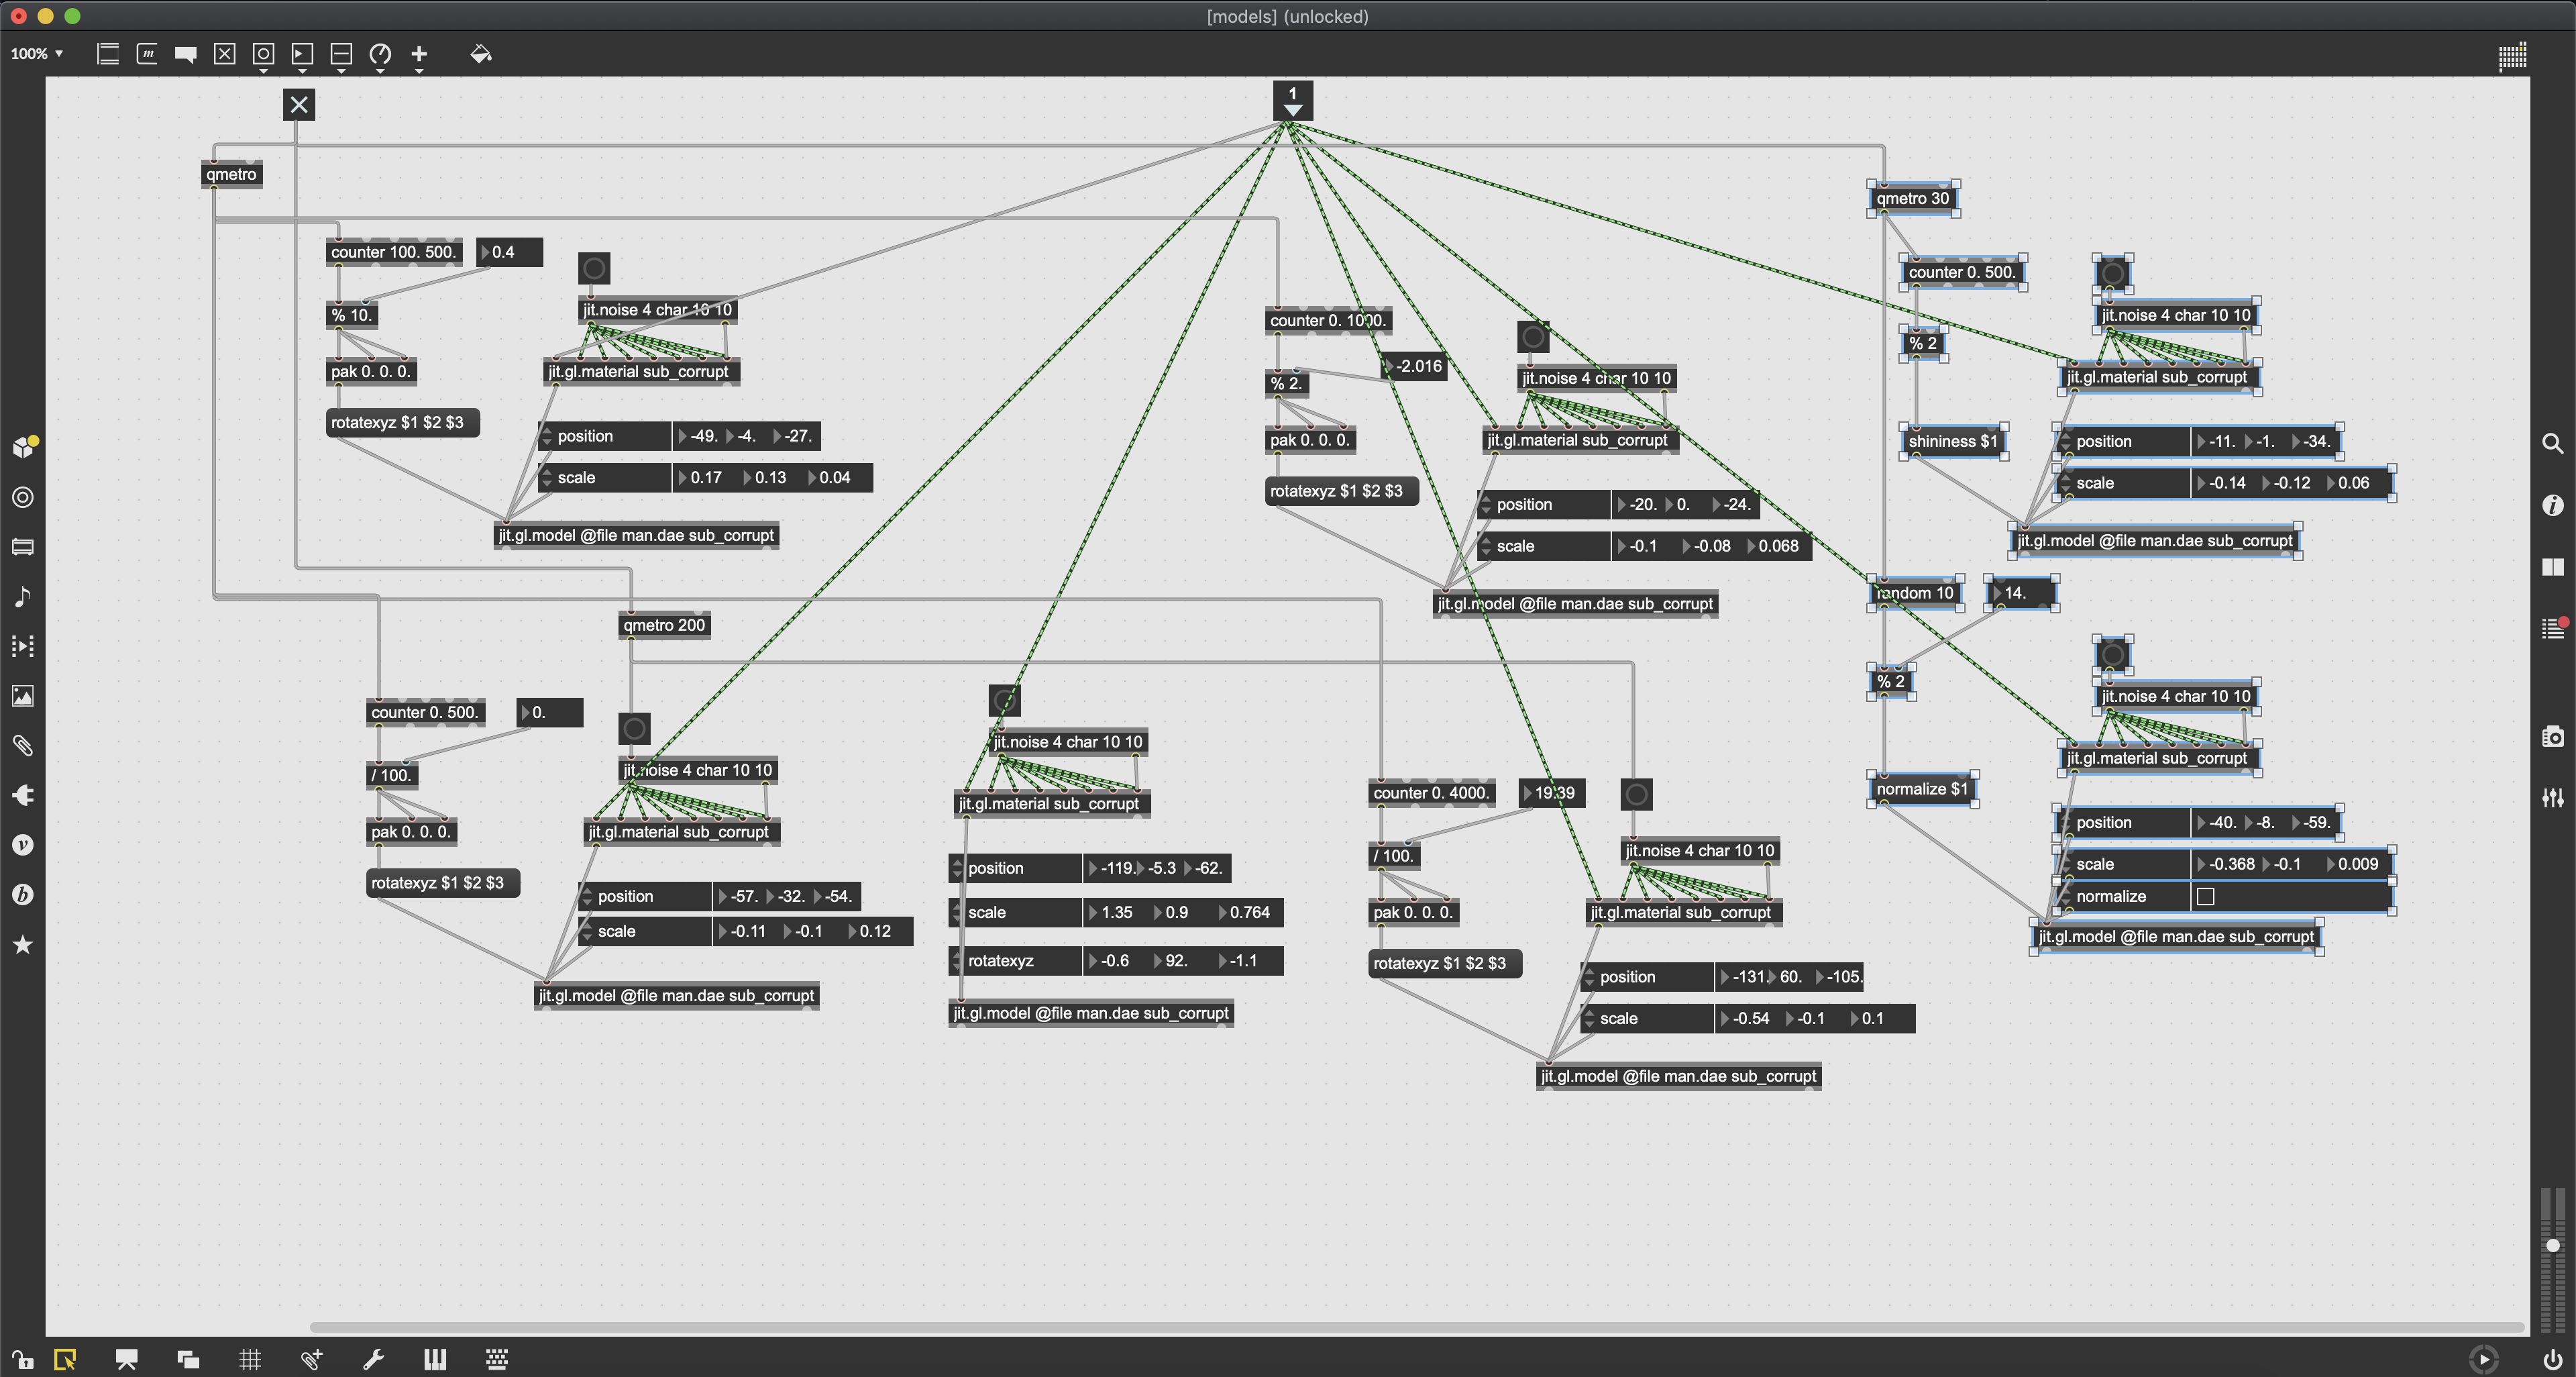 [models] (unlocked)
100%
m
1
qmetro
counter 100. 500.
0.4
% 10.
pak 0. 0. 0.
rotatexyz $1 $2 $3
jit.noise 4 char 10 10
jit.gl.material sub_corrupt
position -49. -4. -27.
scale 0.17 0.13 0.04
jit.gl.model @file man.dae sub_corrupt
counter 0. 1000.
-2.016
% 2.
pak 0. 0. 0.
rotatexyz $1 $2 $3
jit.noise 4 char 10 10
jit.gl.material sub_corrupt
position -20. 0. -24.
scale -0.1 -0.08 0.068
jit.gl.model @file man.dae sub_corrupt
qmetro 30
counter 0. 500.
% 2
shininess $1
jit.noise 4 char 10 10
jit.gl.material sub_corrupt
position -11. -1. -34.
scale -0.14 -0.12 0.06
jit.gl.model @file man.dae sub_corrupt
qmetro 200
counter 0. 500.
0.
/ 100.
pak 0. 0. 0.
rotatexyz $1 $2 $3
jit.noise 4 char 10 10
jit.gl.material sub_corrupt
position -57. -32. -54.
scale -0.11 -0.1 0.12
jit.gl.model @file man.dae sub_corrupt
jit.noise 4 char 10 10
jit.gl.material sub_corrupt
position -119. -5.3 -62.
scale 1.35 0.9 0.764
rotatexyz -0.6 92. -1.1
jit.gl.model @file man.dae sub_corrupt
counter 0. 4000.
19.39
/ 100.
pak 0. 0. 0.
rotatexyz $1 $2 $3
jit.noise 4 char 10 10
jit.gl.material sub_corrupt
position -131. 60. -105.
scale -0.54 -0.1 0.1
jit.gl.model @file man.dae sub_corrupt
random 10
14.
% 2
normalize $1
jit.noise 4 char 10 10
jit.gl.material sub_corrupt
position -40. -8. -59.
scale -0.368 -0.1 0.009
normalize
jit.gl.model @file man.dae sub_corrupt
v
b
i